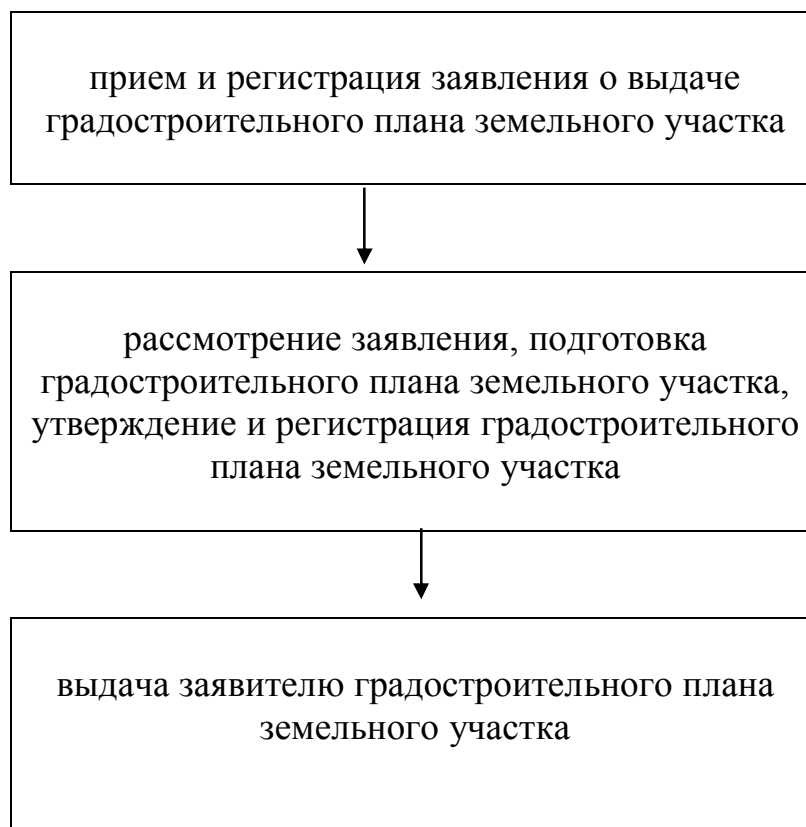 прием и регистрация заявления о выдаче
градостроительного плана земельного участка
рассмотрение заявления, подготовка
градостроительного плана земельного участка,
утверждение и регистрация градостроительного
плана земельного участка
выдача заявителю градостроительного плана
земельного участка